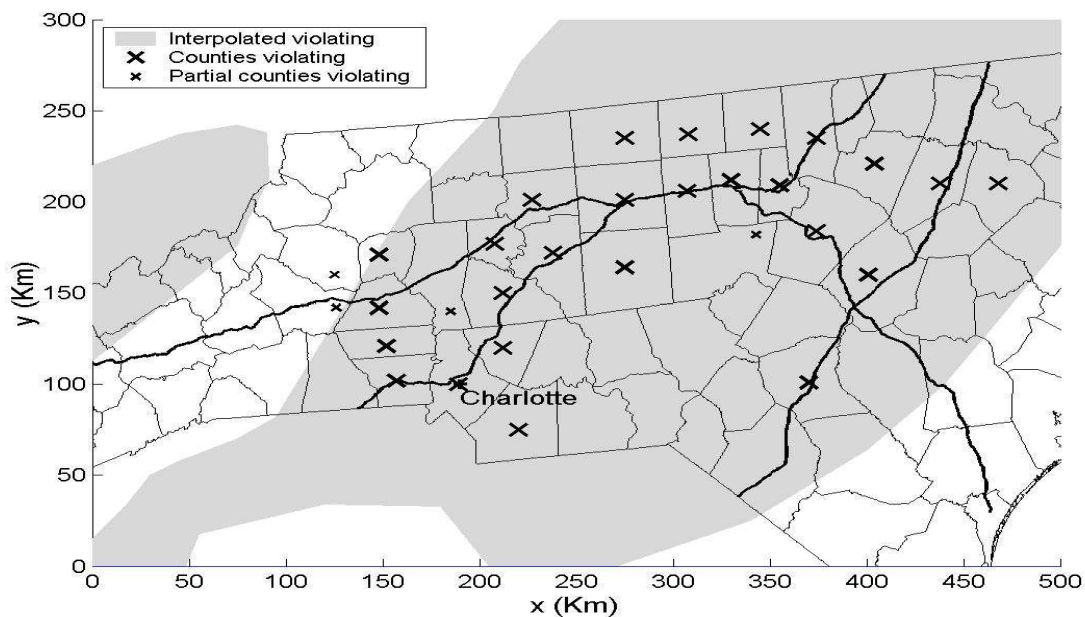 300
250
200
150
100
50
0
y (Km)
Interpolated violating
Counties violating
Partial counties violating
Charlotte
0 50 100 150 200 250 300 350 400 450 500
x (Km)